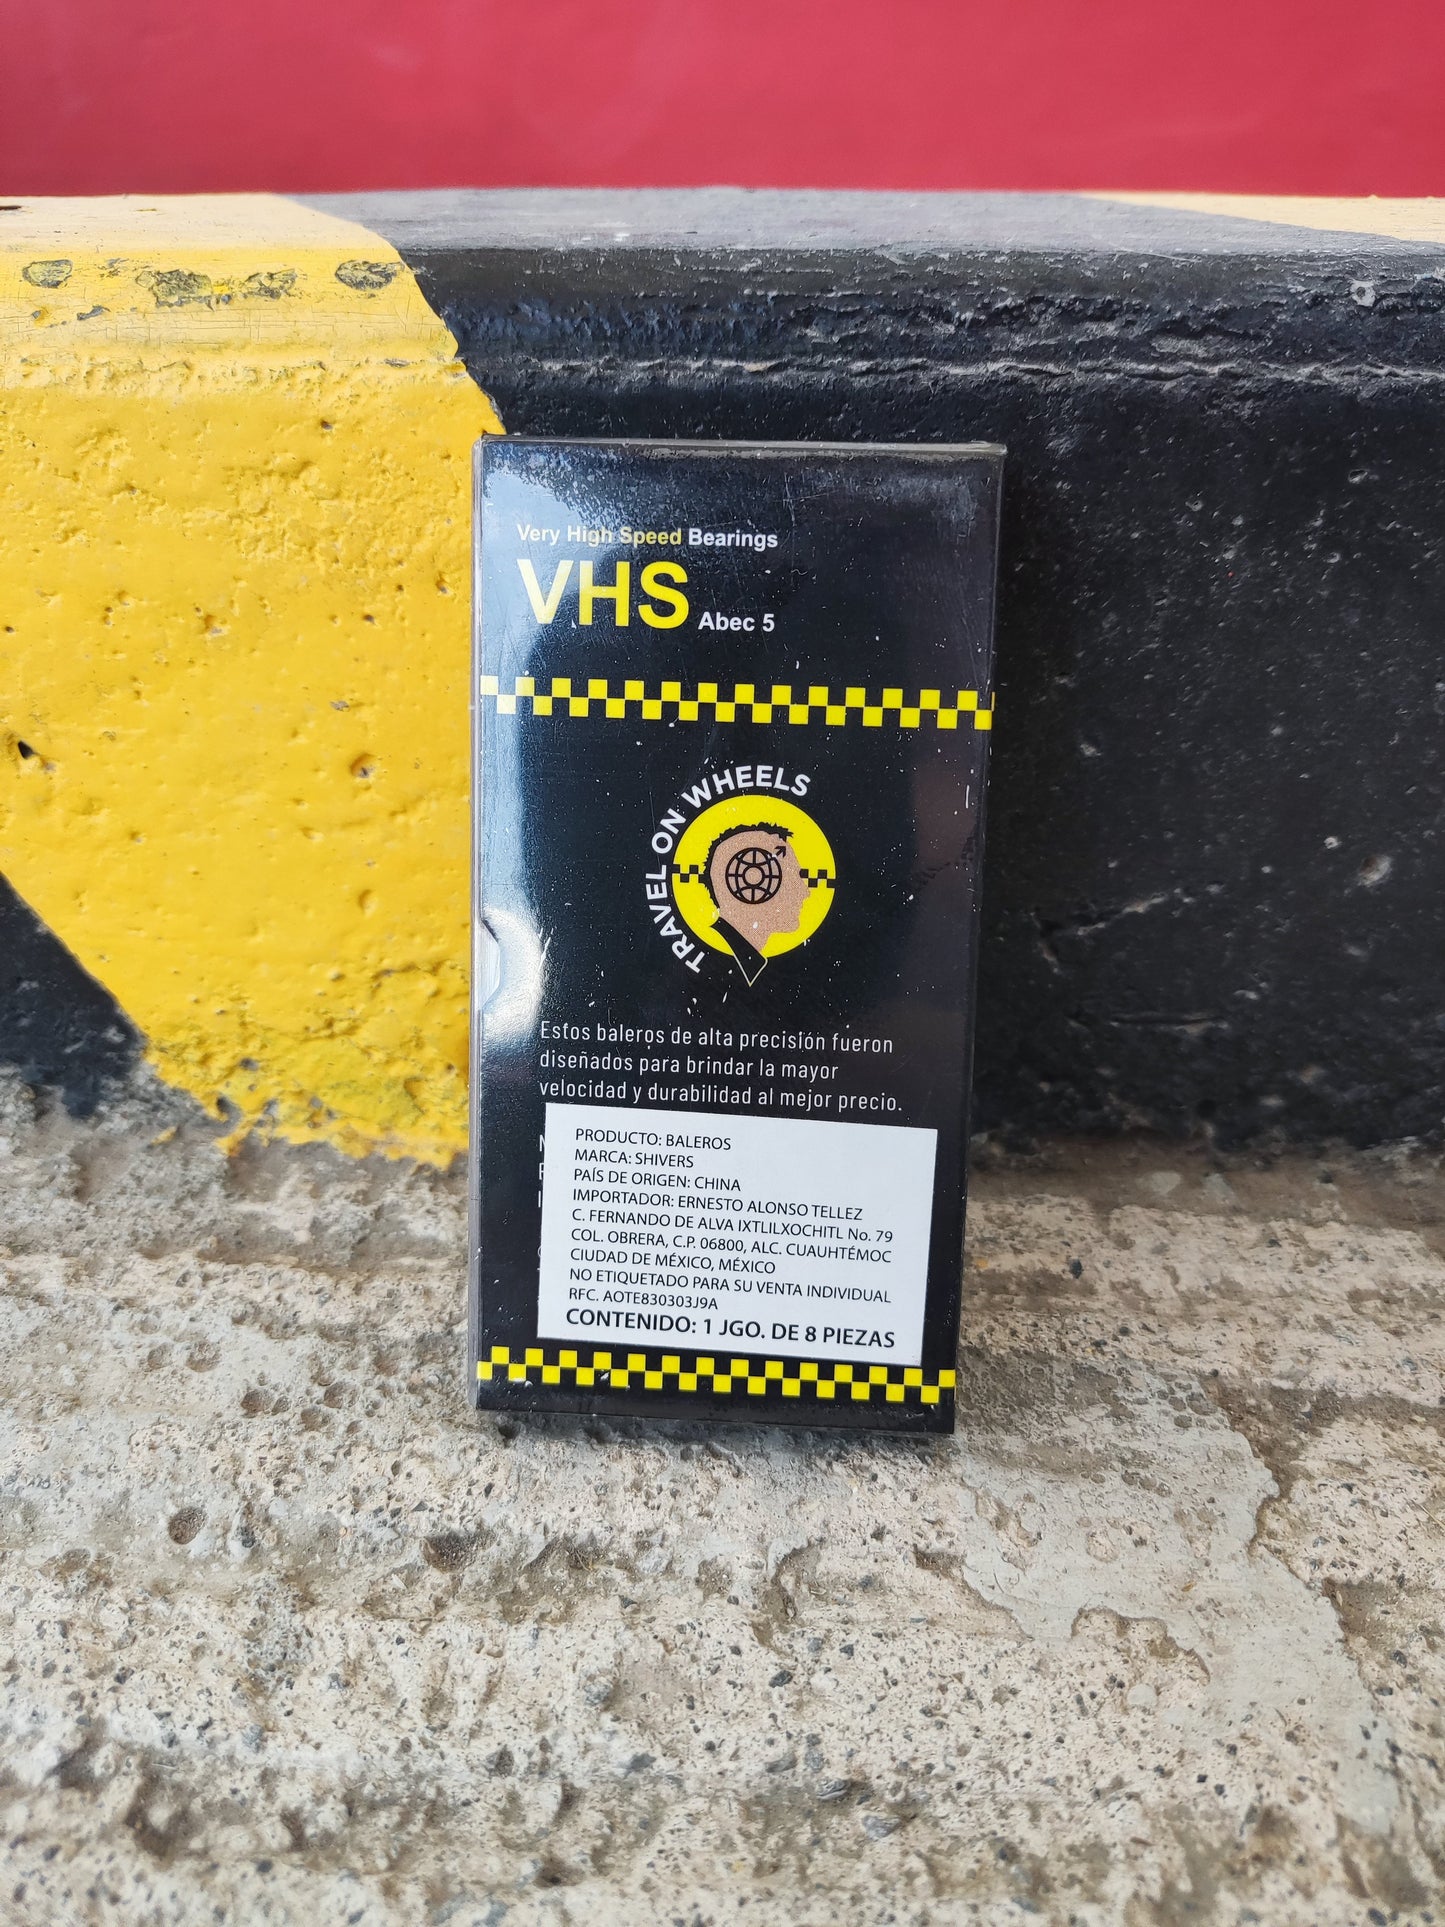 Very High Speed Bearings
VHS Abec 5
TRAVEL ON WHEELS
Estos baleros de alta precisión fueron
diseñados para brindar la mayor
velocidad y durabilidad al mejor precio.
PRODUCTO: BALEROS
MARCA: SHIVERS
PAÍS DE ORIGEN: CHINA
IMPORTADOR: ERNESTO ALONSO TELLEZ
C. FERNANDO DE ALVA IXTLILXOCHITL No. 79
COL. OBRERA, C.P. 06800, ALC. CUAUHTÉMOC
CIUDAD DE MÉXICO, MÉXICO
NO ETIQUETADO PARA SU VENTA INDIVIDUAL
RFC. AOTE830303J9A
CONTENIDO: 1 JGO. DE 8 PIEZAS